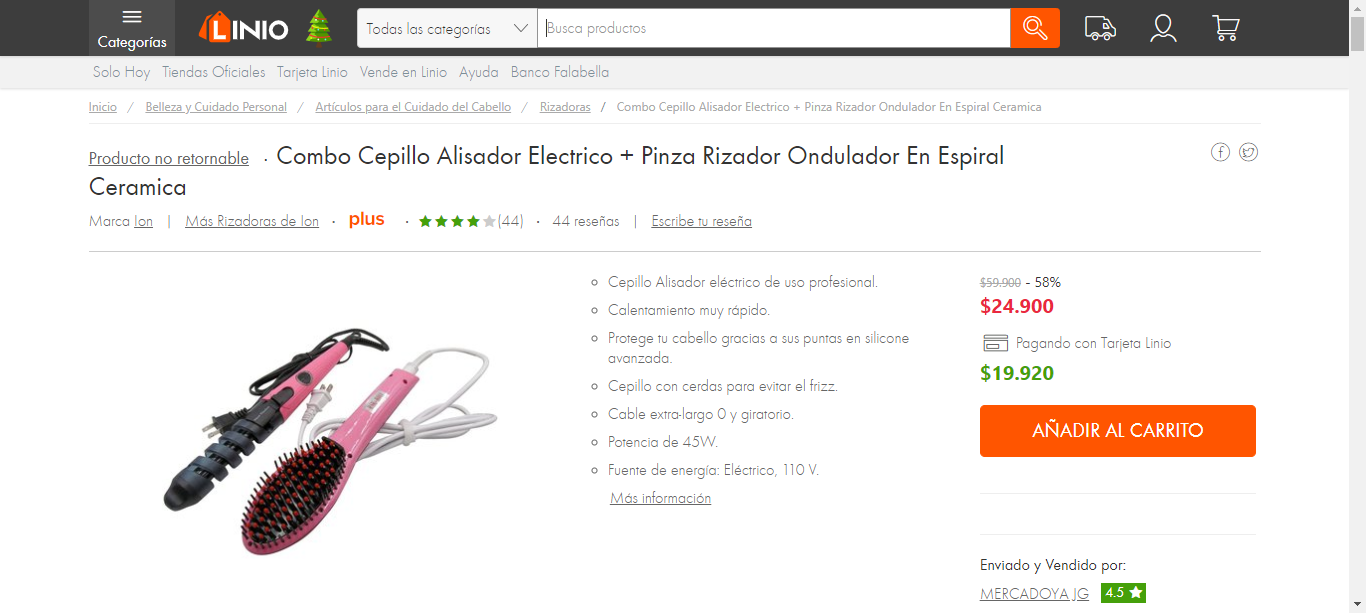 Categorías
LINIO
Todas las categorías
Busca productos
Solo Hoy Tiendas Oficiales Tarjeta Linio Vende en Linio Ayuda Banco Falabella
Inicio / Belleza y Cuidado Personal / Artículos para el Cuidado del Cabello / Rizadoras / Combo Cepillo Alisador Electrico + Pinza Rizador Ondulador En Espiral Ceramica
Producto no retornable · Combo Cepillo Alisador Electrico + Pinza Rizador Ondulador En Espiral
Ceramica
Marca Ion | Más Rizadoras de Ion · plus · (44) · 44 reseñas | Escribe tu reseña
Cepillo Alisador eléctrico de uso profesional.
Calentamiento muy rápido.
Protege tu cabello gracias a sus puntas en silicone
avanzada.
Cepillo con cerdas para evitar el frizz.
Cable extra-largo 0 y giratorio.
Potencia de 45W.
Fuente de energía: Eléctrico, 110 V.
Más información
$59.900 - 58%
$24.900
Pagando con Tarjeta Linio
$19.920
AÑADIR AL CARRITO
Enviado y Vendido por:
MERCADOYA JG 4.5